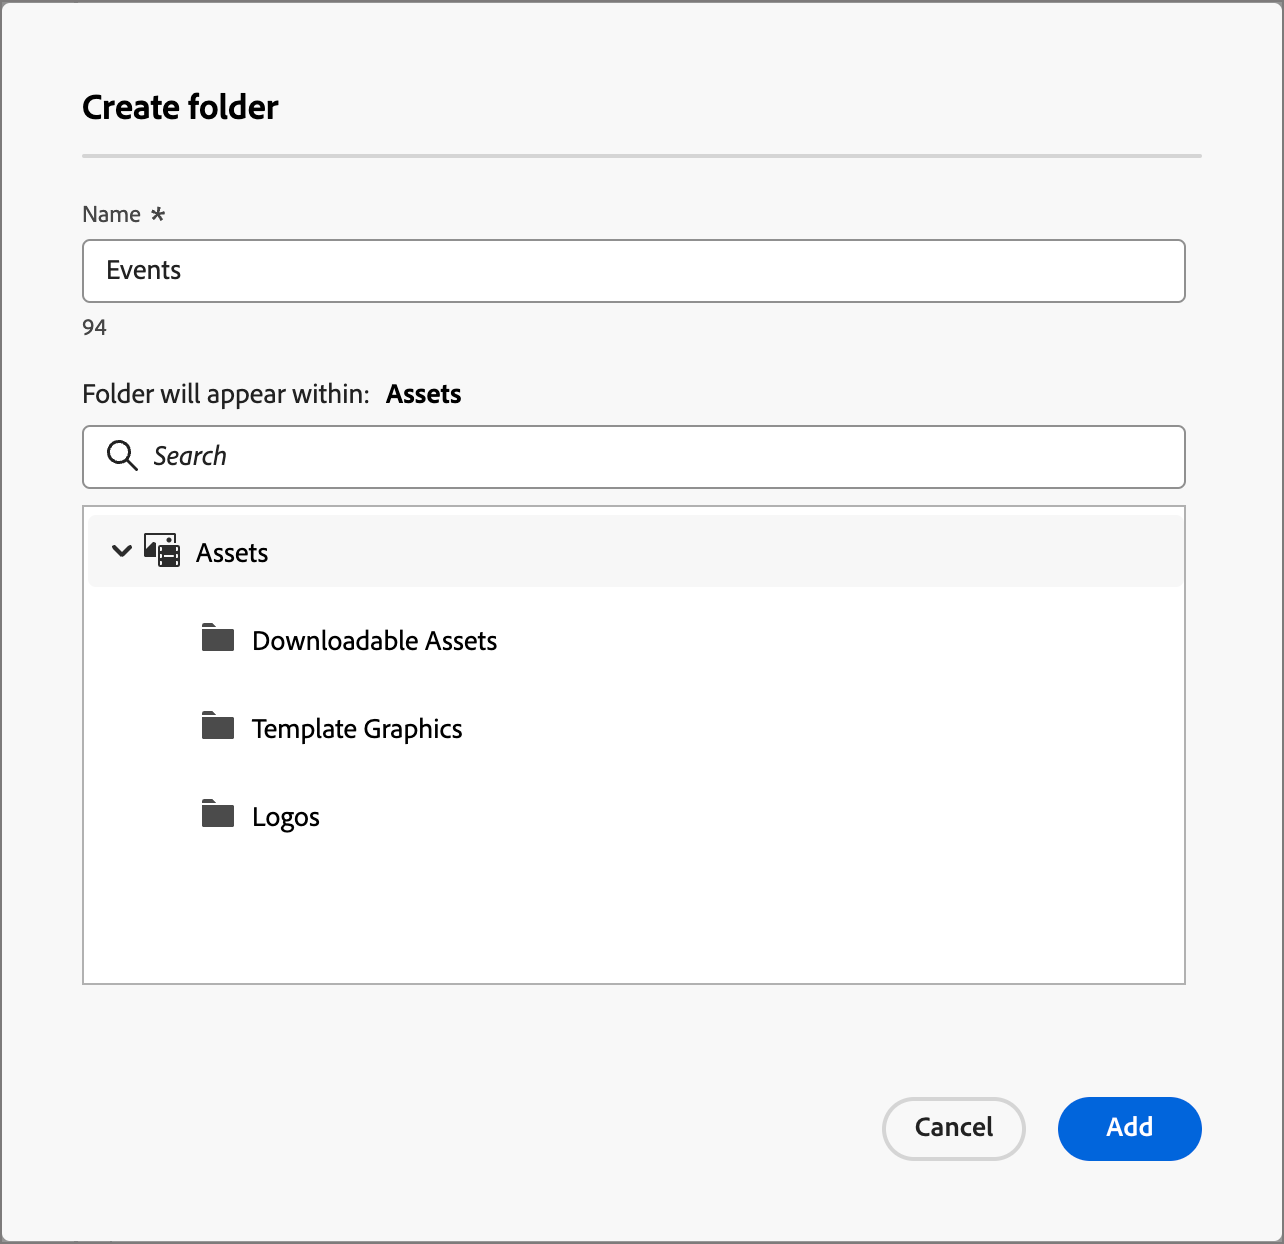 Create folder
Name *
Events
94
Folder will appear within: Assets
Search
Assets
Downloadable Assets
Template Graphics
Logos
Cancel Add